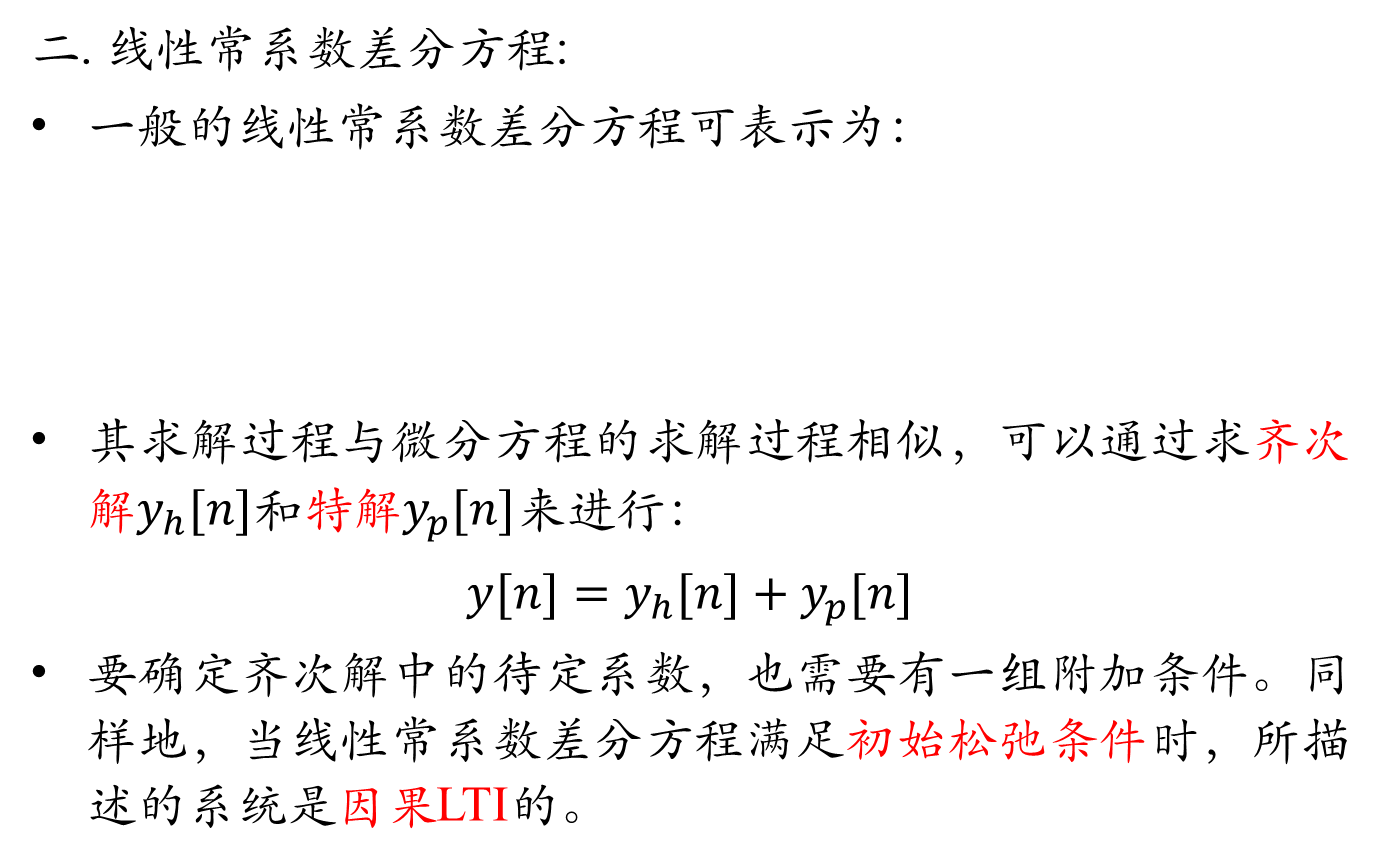 二. 线性常系数差分方程:
• 一般的线性常系数差分方程可表示为：
• 其求解过程与微分方程的求解过程相似，可以通过求齐次
解$y_h[n]$和特解$y_p[n]$来进行：
$y[n] = y_h[n] + y_p[n]$
• 要确定齐次解中的待定系数，也需要有一组附加条件。同
样地，当线性常系数差分方程满足初始松弛条件时，所描
述的系统是因果LTI的。